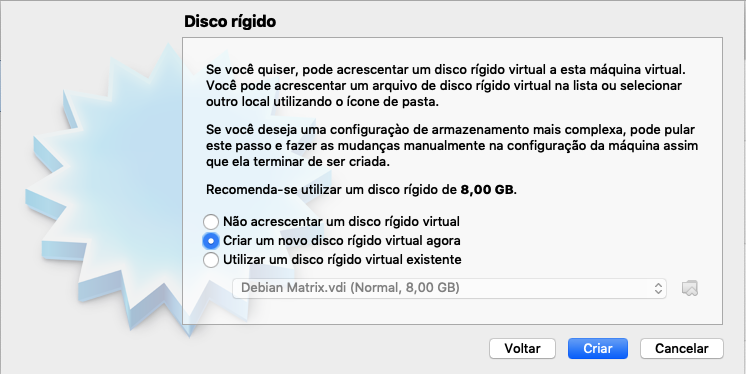 Disco rígido
Se você quiser, pode acrescentar um disco rígido virtual a esta máquina virtual.
Você pode acrescentar um arquivo de disco rígido virtual na lista ou selecionar
outro local utilizando o ícone de pasta.
Se você deseja uma configuraçào de armazenamento mais complexa, pode pular
este passo e fazer as mudanças manualmente na configuração da máquina assim
que ela terminar de ser criada.
Recomenda-se utilizar um disco rígido de 8,00 GB.
Não acrescentar um disco rígido virtual
Criar um novo disco rígido virtual agora
Utilizar um disco rígido virtual existente
Debian Matrix.vdi (Normal, 8,00 GB)
Voltar Criar Cancelar